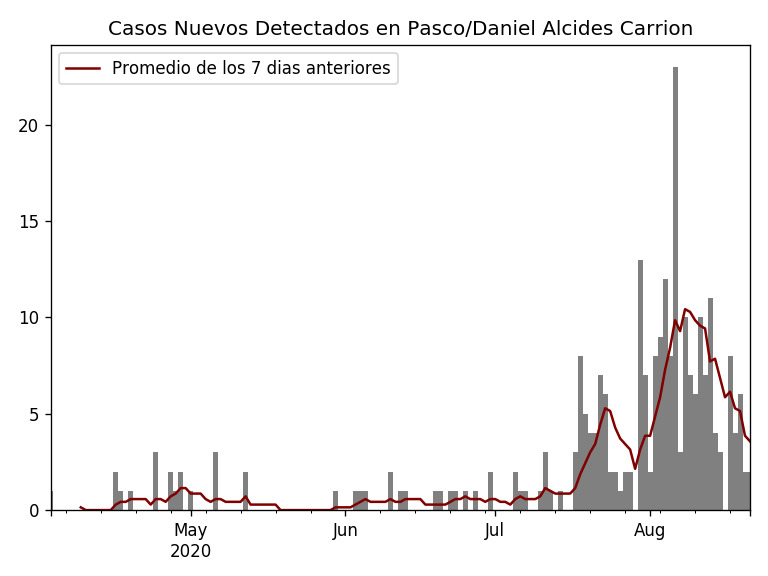 Casos Nuevos Detectados en Pasco/Daniel Alcides Carrion
Promedio de los 7 dias anteriores
20
15
10
5
0
May Jun Jul Aug
2020